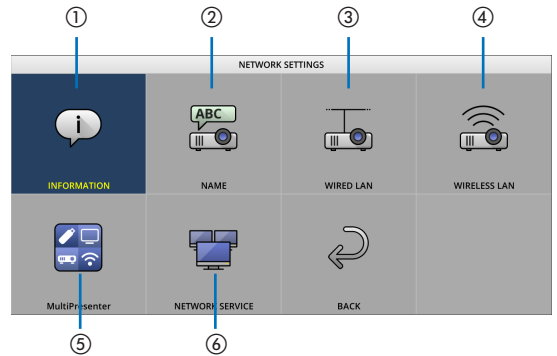 ① ② ③ ④
NETWORK SETTINGS
i ABC
INFORMATION NAME WIRED LAN WIRELESS LAN
MultiPresenter NETWORK SERVICE BACK
⑤ ⑥